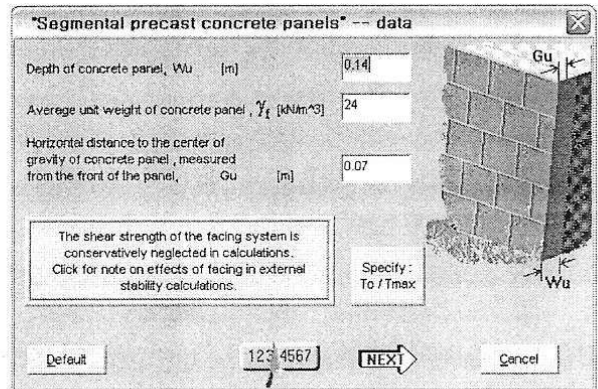 "Segmental precast concrete panels" -- data
Depth of concrete panel, Wu [m] 0.14
Average unit weight of concrete panel, γf [kN/m^3] 24
Horizontal distance to the center
of gravity of concrete panel, measured
from the front of the panel, Gu [m] 0.07
The shear strength of the facing system is
conservatively neglected in calculations.
Click for note on effects of facing in external
stability calculations.
Specify :
To / Tmax
Gu
Wu
Default
123 4567
NEXT
Cancel